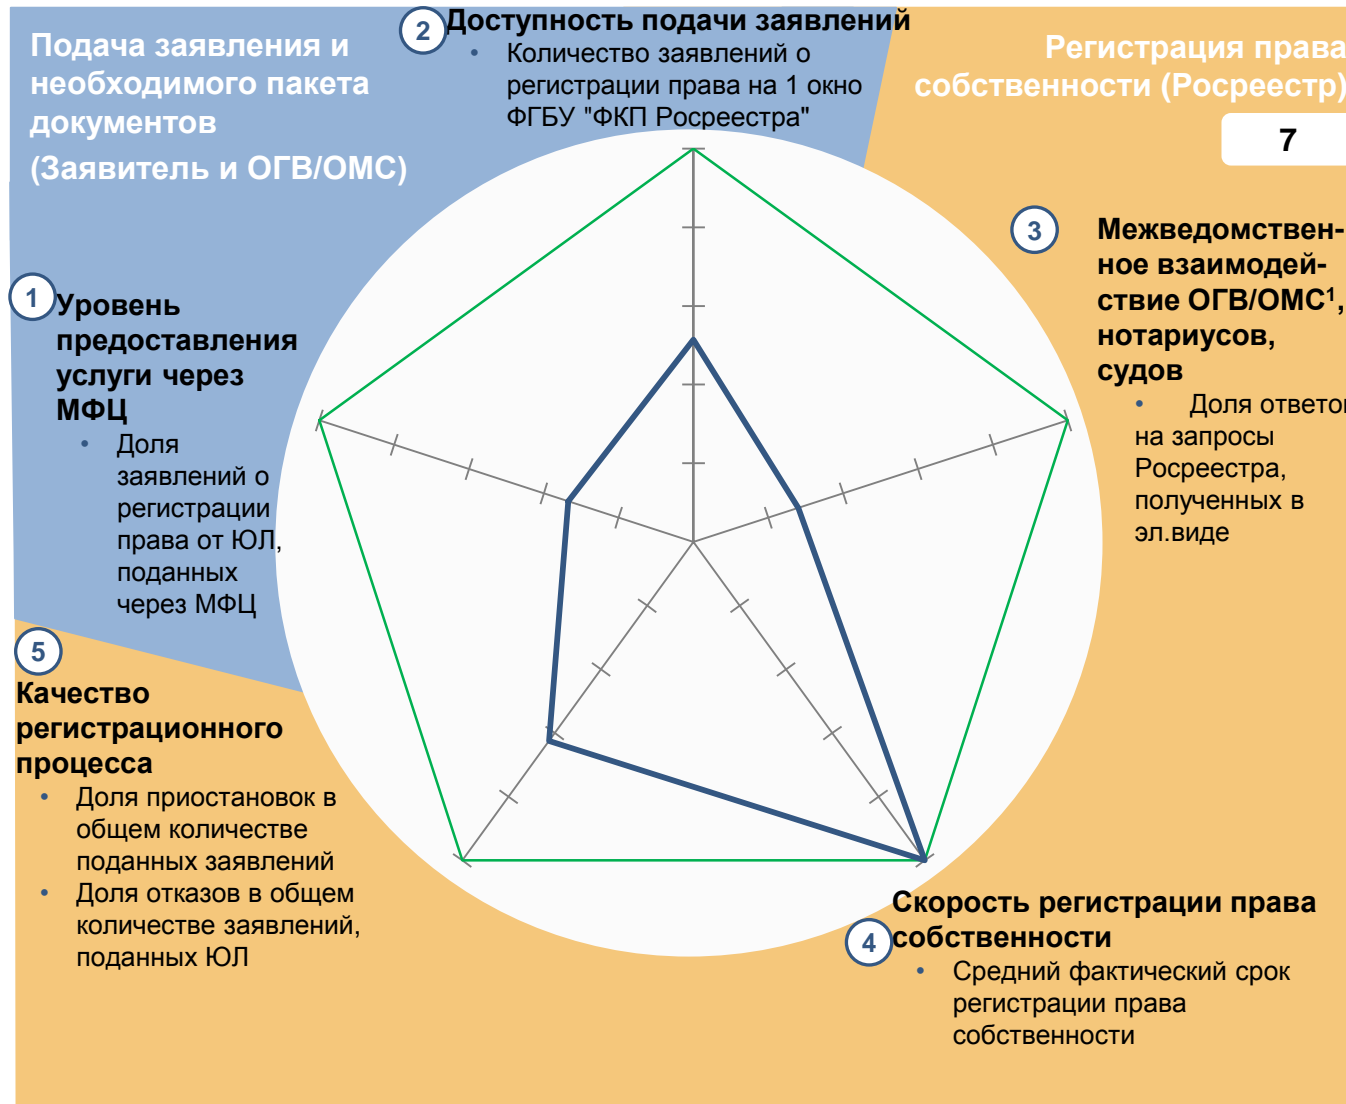 Подача заявления и
необходимого пакета
документов
(Заявитель и ОГВ/ОМС)
2
Доступность подачи заявлений
• Количество заявлений о
регистрации права на 1 окно
ФГБУ "ФКП Росреестра"
Регистрация права
собственности (Росреестр)
7
1
Уровень
предоставления
услуги через
МФЦ
• Доля
заявлений о
регистрации
права от ЮЛ,
поданных
через МФЦ
3
Межведомствен-
ное взаимодей-
ствие ОГВ/ОМС¹,
нотариусов,
судов
• Доля ответов
на запросы
Росреестра,
полученных в
эл.виде
5
Качество
регистрационного
процесса
• Доля приостановок в
общем количестве
поданных заявлений
• Доля отказов в общем
количестве заявлений,
поданных ЮЛ
4
Скорость регистрации права
собственности
• Средний фактический срок
регистрации права
собственности